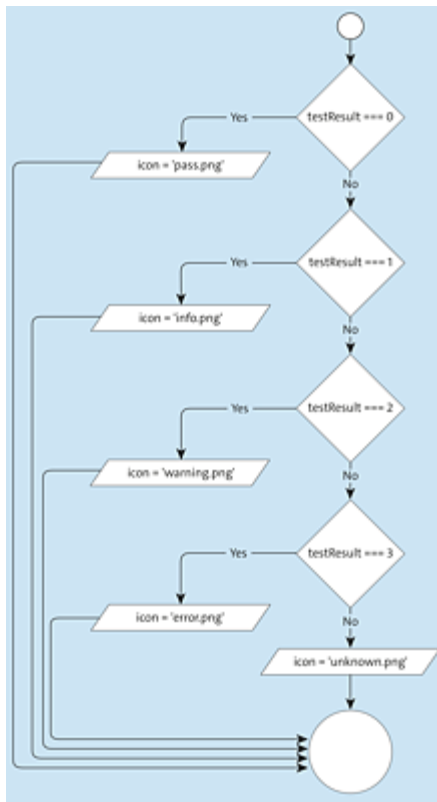 testResult === 0
Yes
icon = 'pass.png'
No
testResult === 1
Yes
icon = 'info.png'
No
testResult === 2
Yes
icon = 'warning.png'
No
testResult === 3
Yes
icon = 'error.png'
No
icon = 'unknown.png'